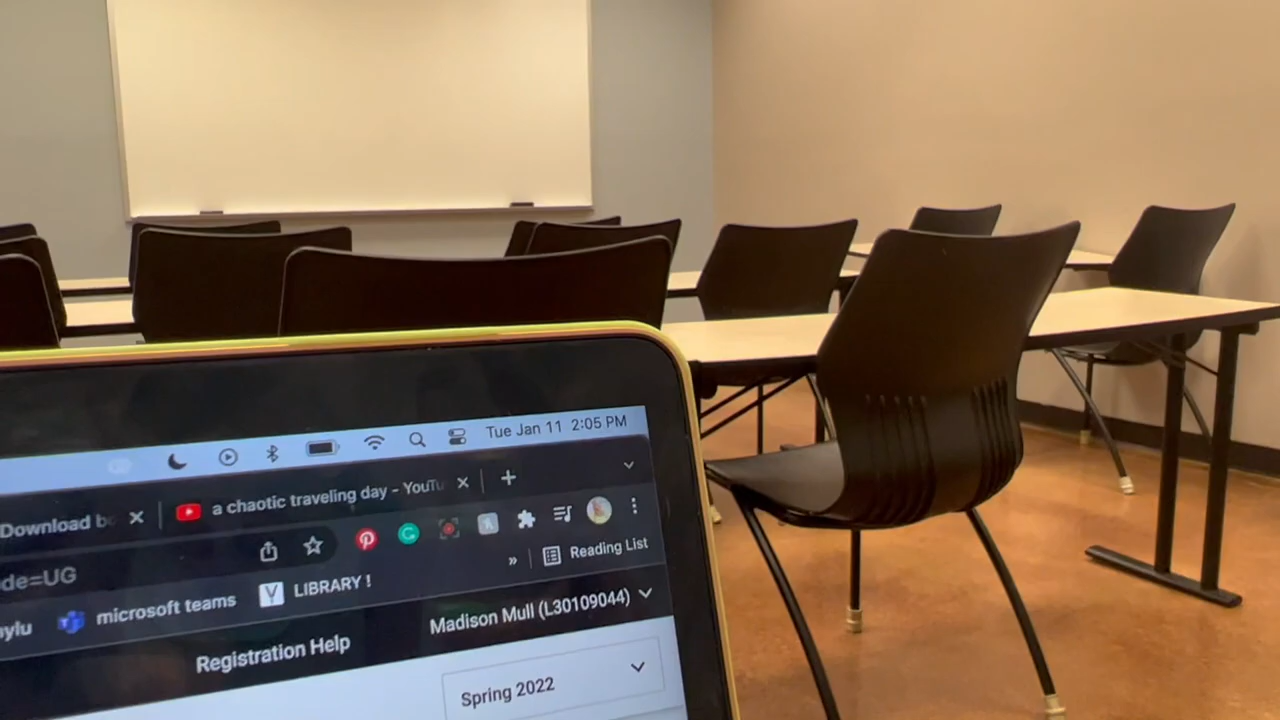 Tue Jan 11 2:05 PM
Download
a chaotic traveling day - YouTu
de=UG
Reading List
aylu
microsoft teams
LIBRARY !
Registration Help
Madison Mull (L30109044)
Spring 2022